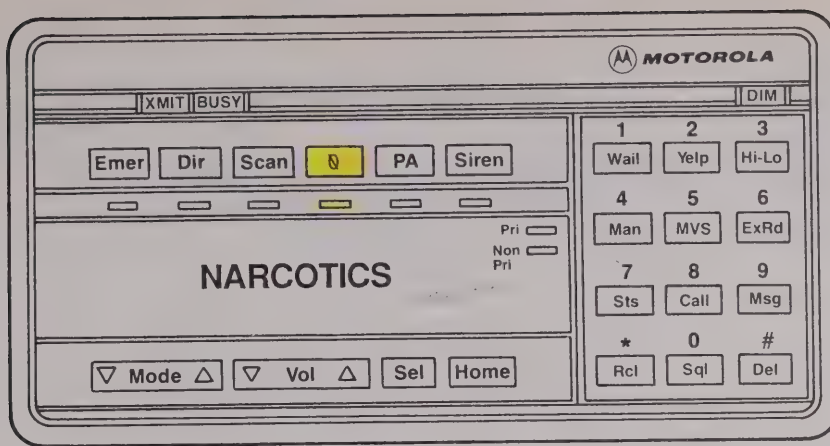 MOTOROLA
XMIT BUSY DIM
Emer Dir Scan Ø PA Siren
Pri
Non
Pri
NARCOTICS
▽ Mode △ ▽ Vol △ Sel Home
1 2 3
Wail Yelp Hi-Lo
4 5 6
Man MVS ExRd
7 8 9
Sts Call Msg
* 0 #
Rcl Sql Del